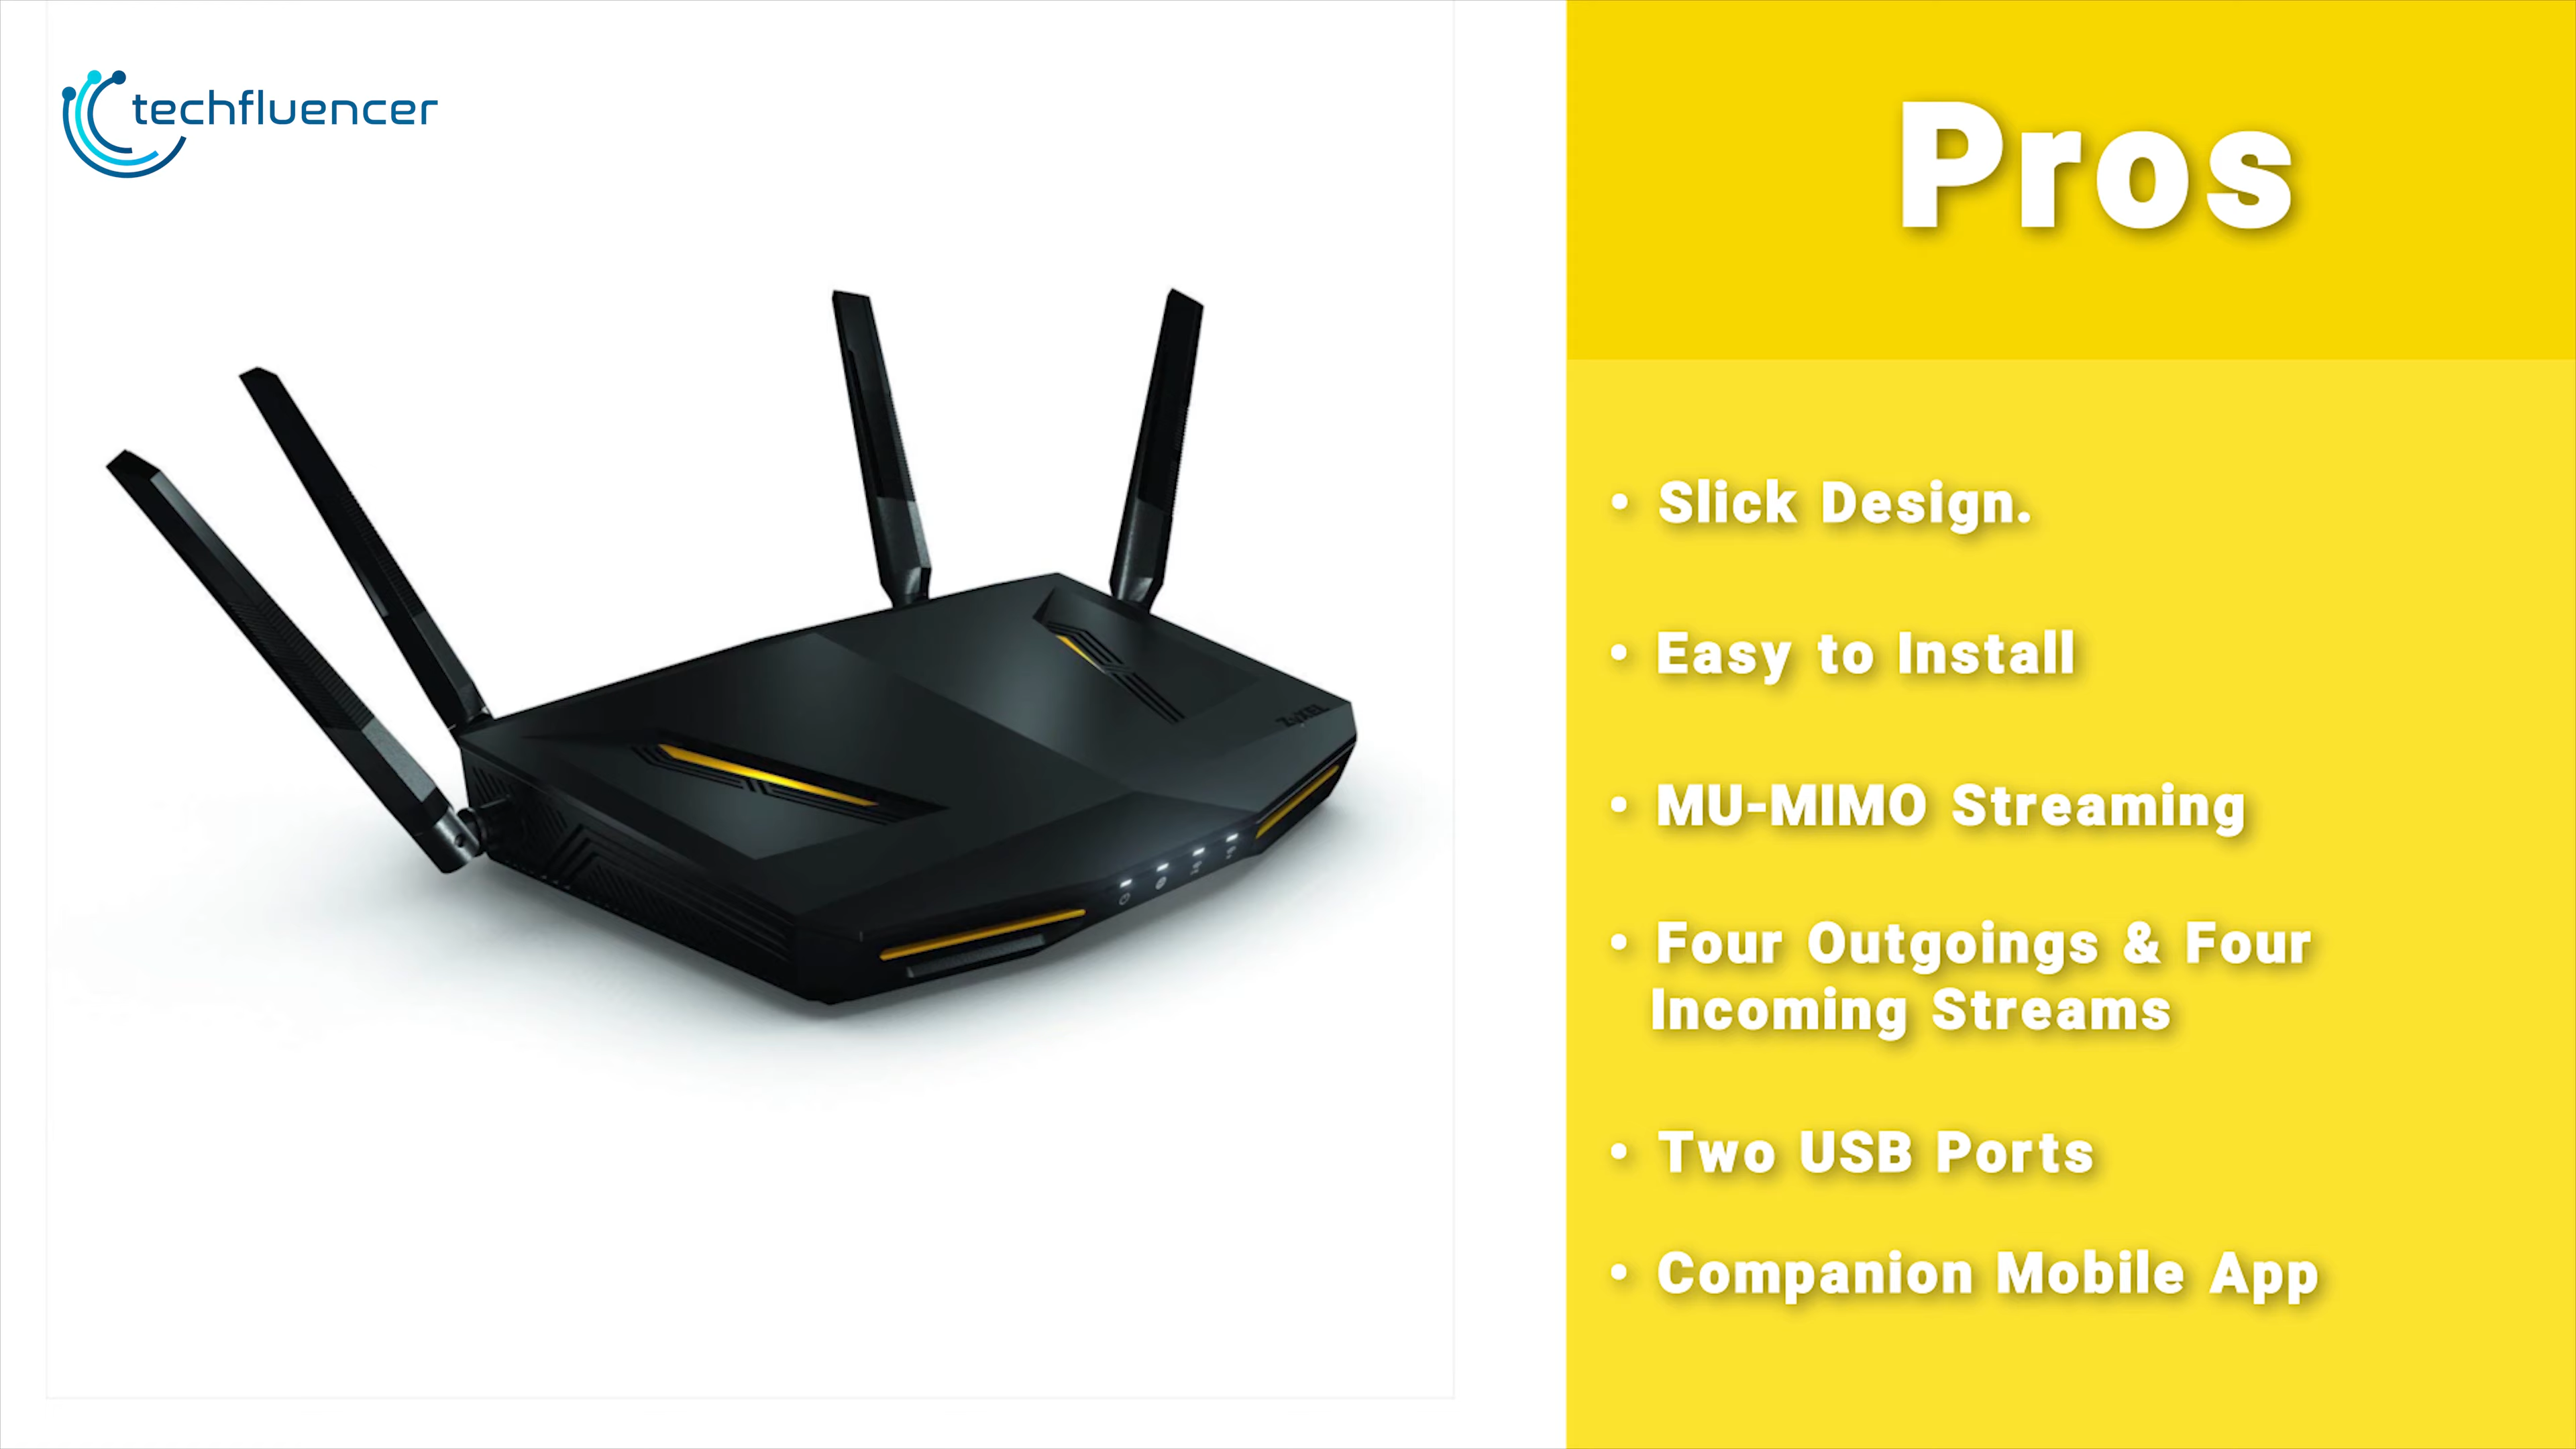 techfluencer
ZyXEL
Pros
• Slick Design.
• Easy to Install
• MU-MIMO Streaming
• Four Outgoings & Four
Incoming Streams
• Two USB Ports
• Companion Mobile App